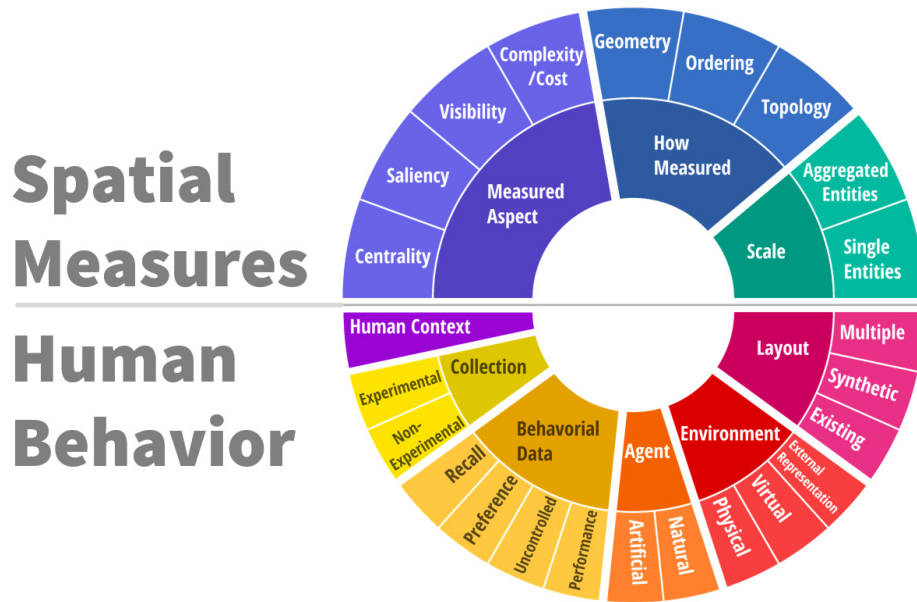 Spatial
Measures
Human
Behavior
Measured
Aspect
Centrality
Saliency
Visibility
Complexity
/Cost
How
Measured
Geometry
Ordering
Topology
Scale
Aggregated
Entities
Single
Entities
Human Context
Collection
Experimental
Non-
Experimental
Behavorial
Data
Recall
Preference
Uncontrolled
Performance
Agent
Artificial
Natural
Environment
Physical
Virtual
External
Representation
Layout
Multiple
Synthetic
Existing